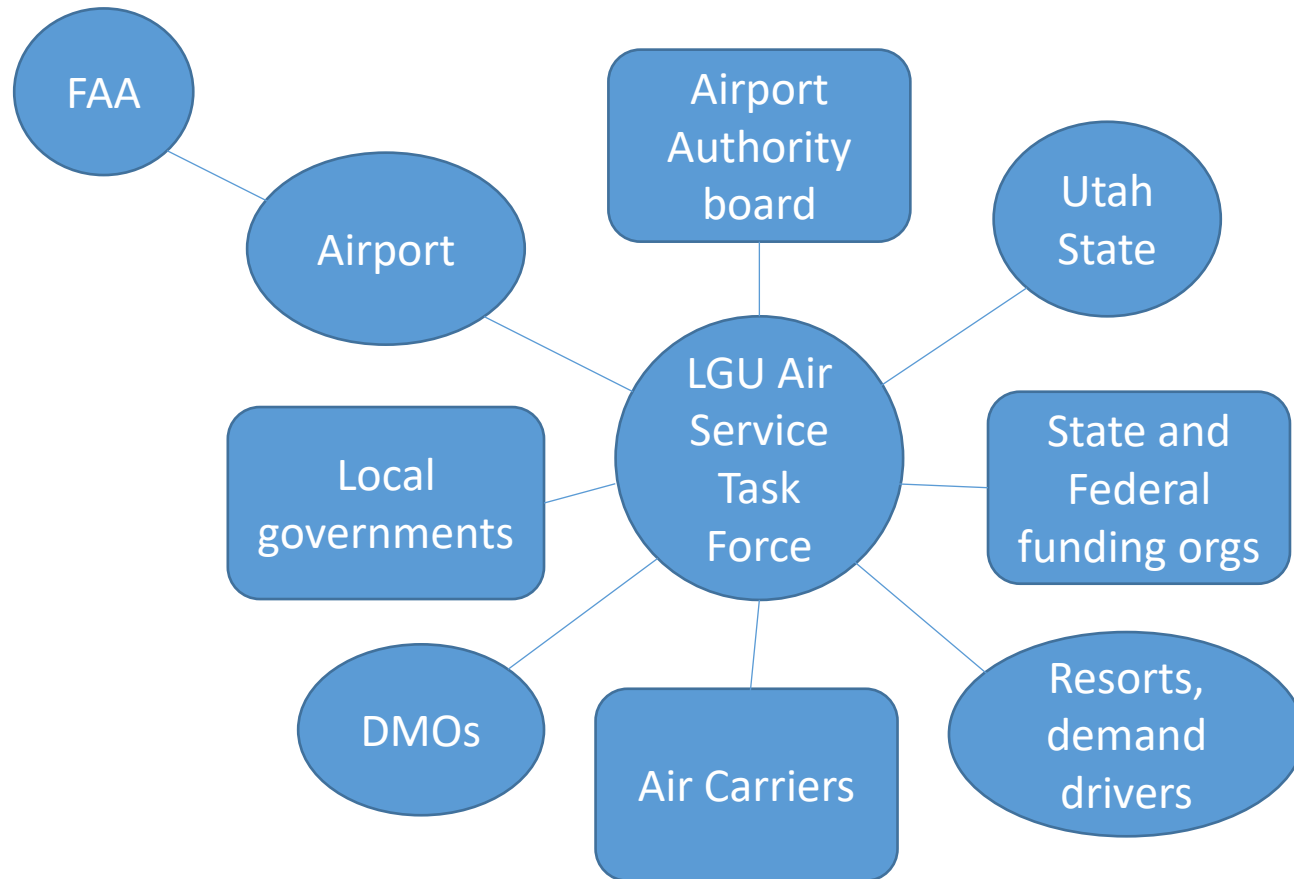 FAA
Airport
Authority
board
Utah
State
Airport
LGU Air
Service
Task
Force
Local
governments
State and
Federal
funding orgs
DMOs
Air Carriers
Resorts,
demand
drivers